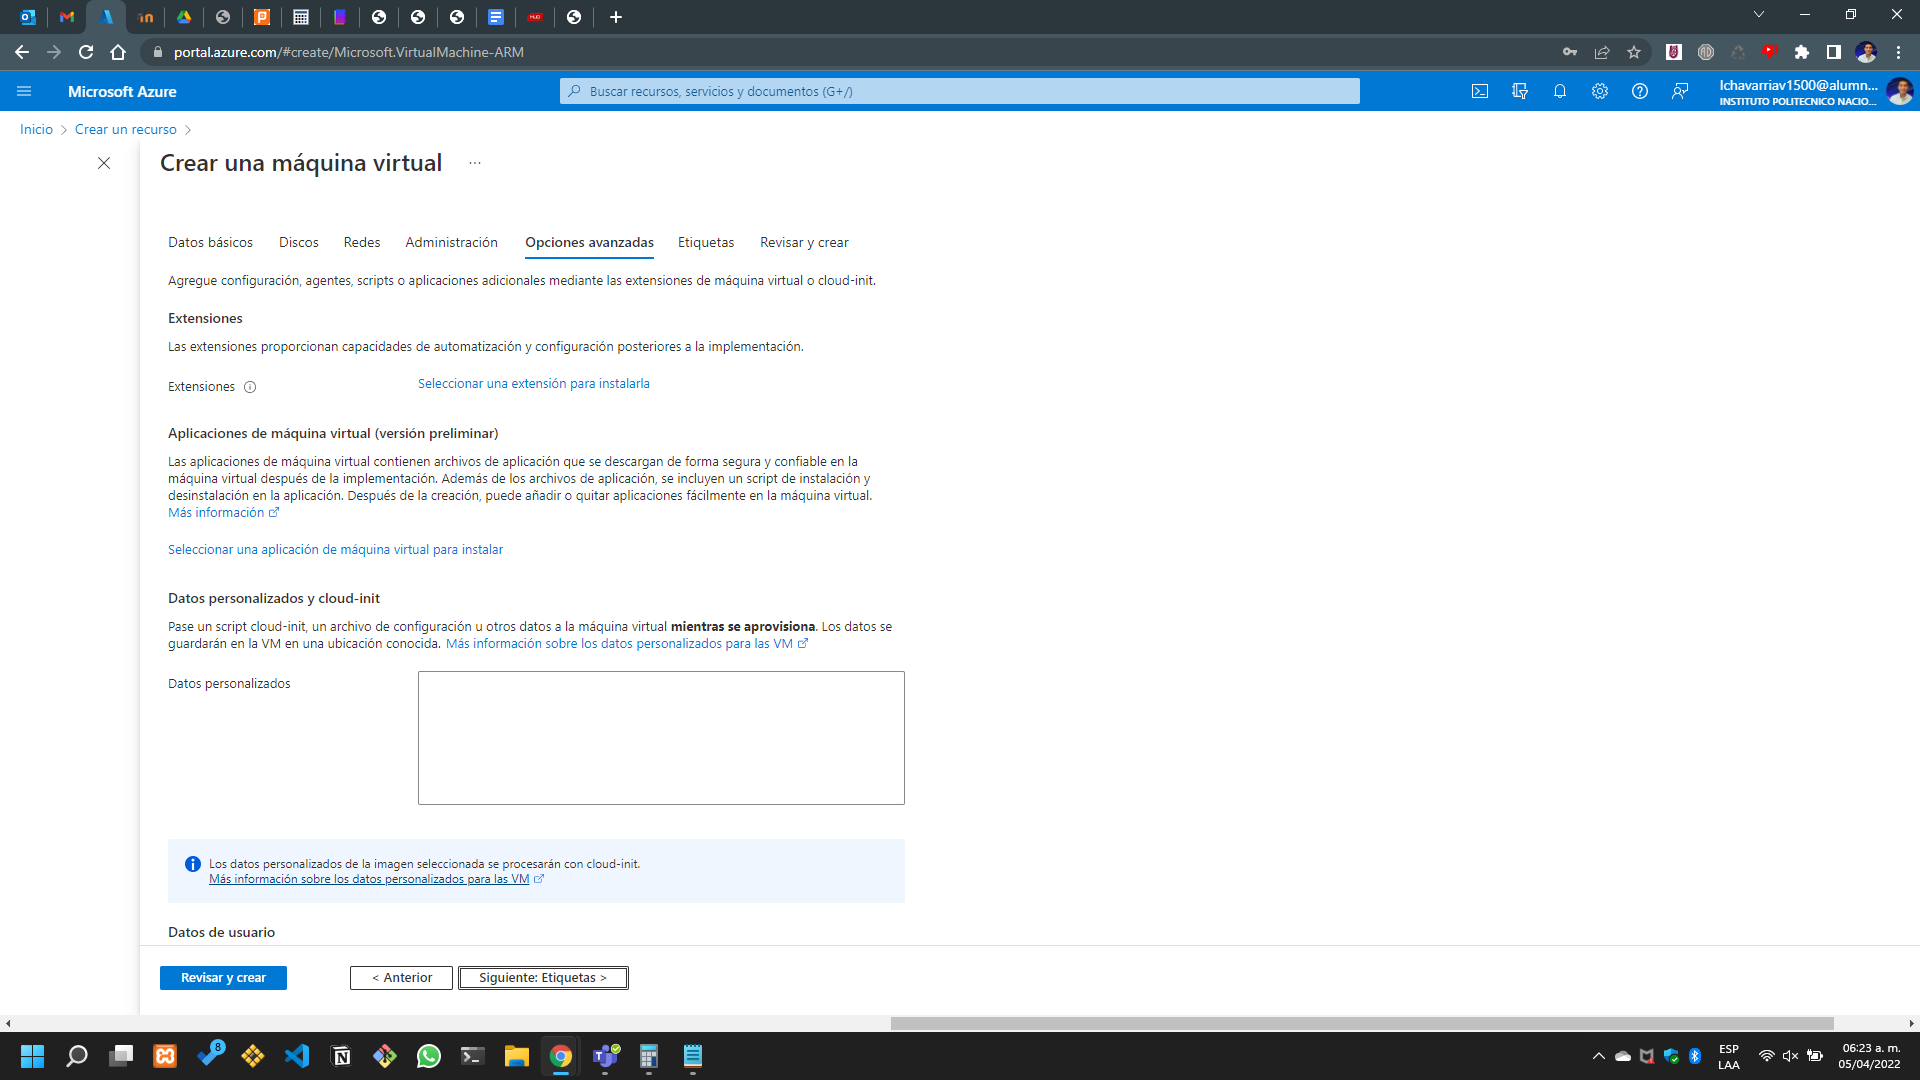 portal.azure.com/#create/Microsoft.VirtualMachine-ARM
Microsoft Azure
Buscar recursos, servicios y documentos (G+/)
lchavarriav1500@alumn...
INSTITUTO POLITECNICO NACIO...
Inicio > Crear un recurso >
Crear una máquina virtual ...
Datos básicos Discos Redes Administración Opciones avanzadas Etiquetas Revisar y crear
Agregue configuración, agentes, scripts o aplicaciones adicionales mediante las extensiones de máquina virtual o cloud-init.
Extensiones
Las extensiones proporcionan capacidades de automatización y configuración posteriores a la implementación.
Extensiones Seleccionar una extensión para instalarla
Aplicaciones de máquina virtual (versión preliminar)
Las aplicaciones de máquina virtual contienen archivos de aplicación que se descargan de forma segura y confiable en la
máquina virtual después de la implementación. Además de los archivos de aplicación, se incluyen un script de instalación y
desinstalación en la aplicación. Después de la creación, puede añadir o quitar aplicaciones fácilmente en la máquina virtual.
Más información
Seleccionar una aplicación de máquina virtual para instalar
Datos personalizados y cloud-init
Pase un script cloud-init, un archivo de configuración u otros datos a la máquina virtual mientras se aprovisiona. Los datos se
guardarán en la VM en una ubicación conocida. Más información sobre los datos personalizados para las VM
Datos personalizados
Los datos personalizados de la imagen seleccionada se procesarán con cloud-init.
Más información sobre los datos personalizados para las VM
Datos de usuario
Revisar y crear < Anterior Siguiente: Etiquetas >
8
ESP
LAA
06:23 a. m.
05/04/2022